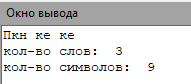 Окно вывода
Пкн ке ке
кол-во слов:  3
кол-во символов:  9